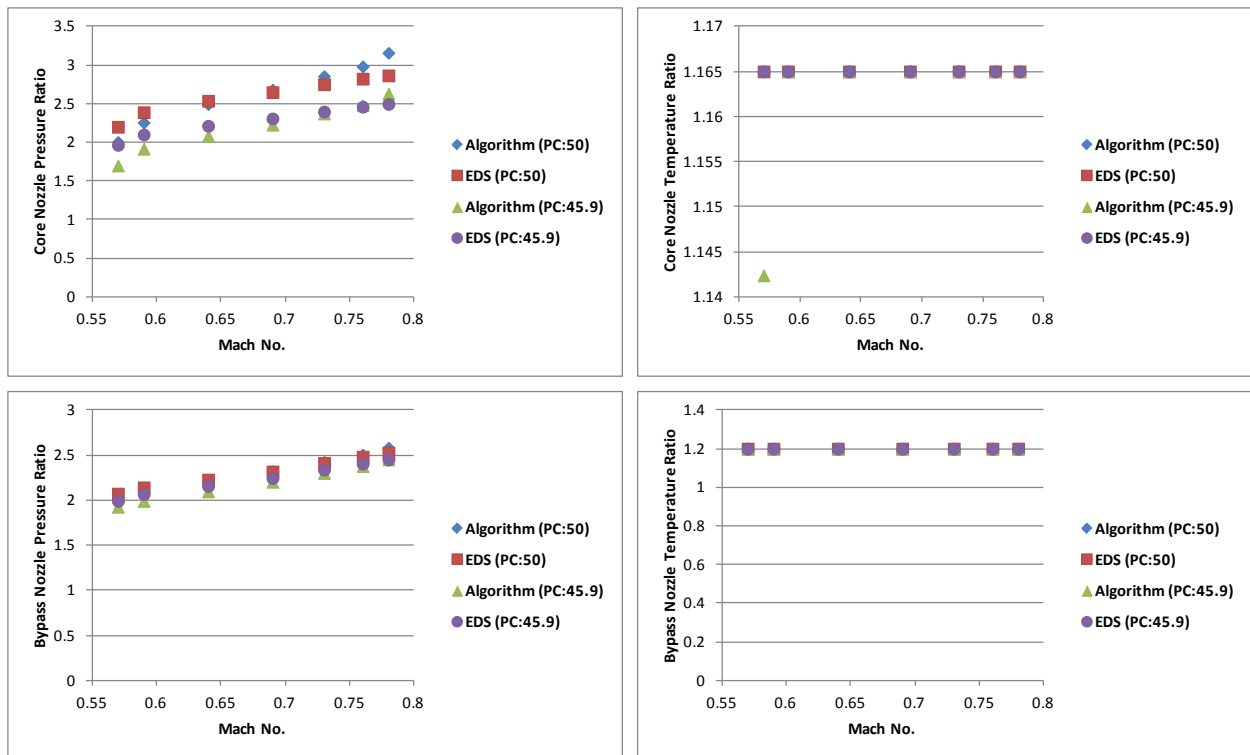 3.5
3
2.5
2
1.5
1
0.5
0
0.55 0.6 0.65 0.7 0.75 0.8
Core Nozzle Pressure Ratio
Mach No.
Algorithm (PC:50)
EDS (PC:50)
Algorithm (PC:45.9)
EDS (PC:45.9)
1.17
1.165
1.16
1.155
1.15
1.145
1.14
0.55 0.6 0.65 0.7 0.75 0.8
Core Nozzle Temperature Ratio
Mach No.
Algorithm (PC:50)
EDS (PC:50)
Algorithm (PC:45.9)
EDS (PC:45.9)
3
2.5
2
1.5
1
0.5
0
0.55 0.6 0.65 0.7 0.75 0.8
Bypass Nozzle Pressure Ratio
Mach No.
Algorithm (PC:50)
EDS (PC:50)
Algorithm (PC:45.9)
EDS (PC:45.9)
1.4
1.2
1
0.8
0.6
0.4
0.2
0
0.55 0.6 0.65 0.7 0.75 0.8
Bypass Nozzle Temperature Ratio
Mach No.
Algorithm (PC:50)
EDS (PC:50)
Algorithm (PC:45.9)
EDS (PC:45.9)